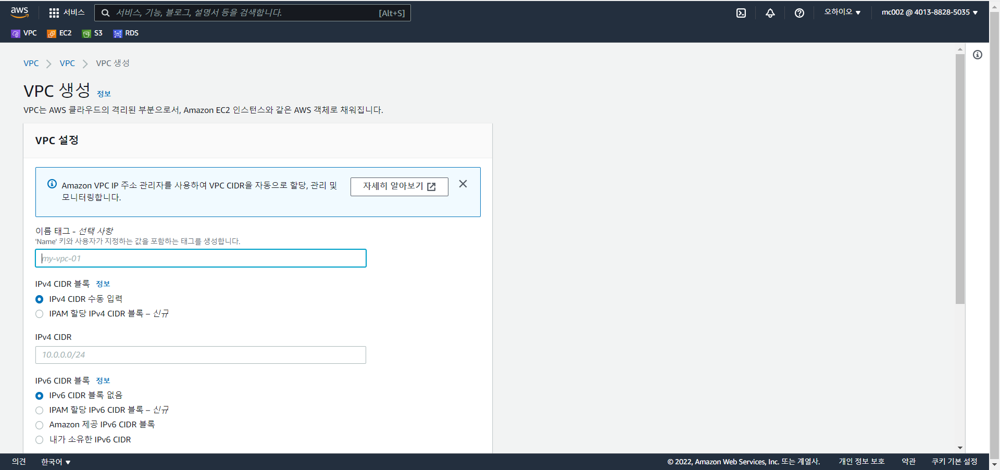 aws
서비스
서비스, 기능, 블로그, 설명서 등을 검색합니다.
[Alt+S]
오하이오 ▼
mc002 @ 4013-8828-5035 ▼
VPC
EC2
S3
RDS
VPC > VPC > VPC 생성
VPC 생성 정보
VPC는 AWS 클라우드의 격리된 부분으로서, Amazon EC2 인스턴스와 같은 AWS 객체로 채워집니다.
VPC 설정
Amazon VPC IP 주소 관리자를 사용하여 VPC CIDR을 자동으로 할당, 관리 및
모니터링합니다.
자세히 알아보기
이름 태그 - 선택 사항
'Name' 키와 사용자가 지정하는 값을 포함하는 태그를 생성합니다.
my-vpc-01
IPv4 CIDR 블록 정보
IPv4 CIDR 수동 입력
IPAM 할당 IPv4 CIDR 블록 – 신규
IPv4 CIDR
10.0.0.0/24
IPv6 CIDR 블록 정보
IPv6 CIDR 블록 없음
IPAM 할당 IPv6 CIDR 블록 – 신규
Amazon 제공 IPv6 CIDR 블록
내가 소유한 IPv6 CIDR
의견
한국어 ▼
© 2022, Amazon Web Services, Inc. 또는 계열사.
개인 정보 보호
약관
쿠키 기본 설정